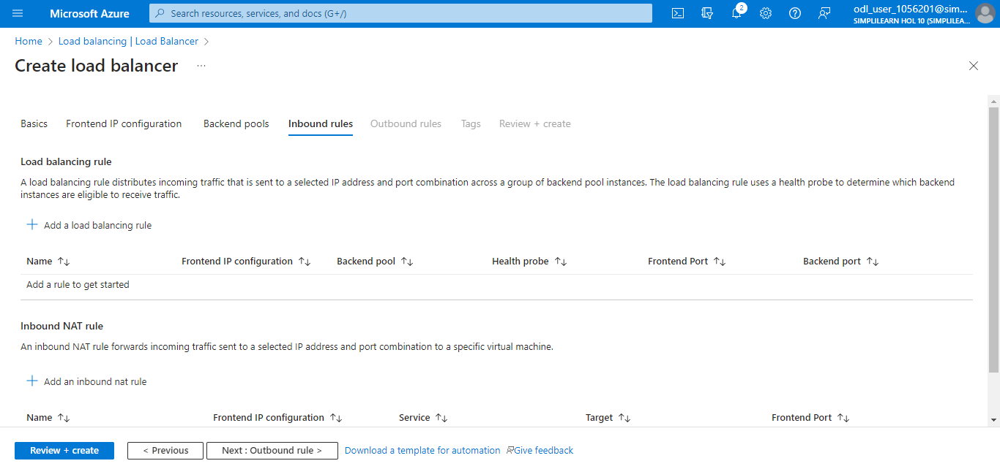 Microsoft Azure
Search resources, services, and docs (G+/)
2
odl_user_1056201@sim...
SIMPLILEARN HOL 10 (SIMPLILEA...
Home > Load balancing | Load Balancer >
Create load balancer ...
Basics Frontend IP configuration Backend pools Inbound rules Outbound rules Tags Review + create
Load balancing rule
A load balancing rule distributes incoming traffic that is sent to a selected IP address and port combination across a group of backend pool instances. The load balancing rule uses a health probe to determine which backend
instances are eligible to receive traffic.
+ Add a load balancing rule
Name ↑↓ Frontend IP configuration ↑↓ Backend pool ↑↓ Health probe ↑↓ Frontend Port ↑↓ Backend port ↑↓
Add a rule to get started
Inbound NAT rule
An inbound NAT rule forwards incoming traffic sent to a selected IP address and port combination to a specific virtual machine.
+ Add an inbound nat rule
Name ↑↓ Frontend IP configuration ↑↓ Service ↑↓ Target ↑↓ Frontend Port ↑↓
Review + create < Previous Next : Outbound rule > Download a template for automation Give feedback